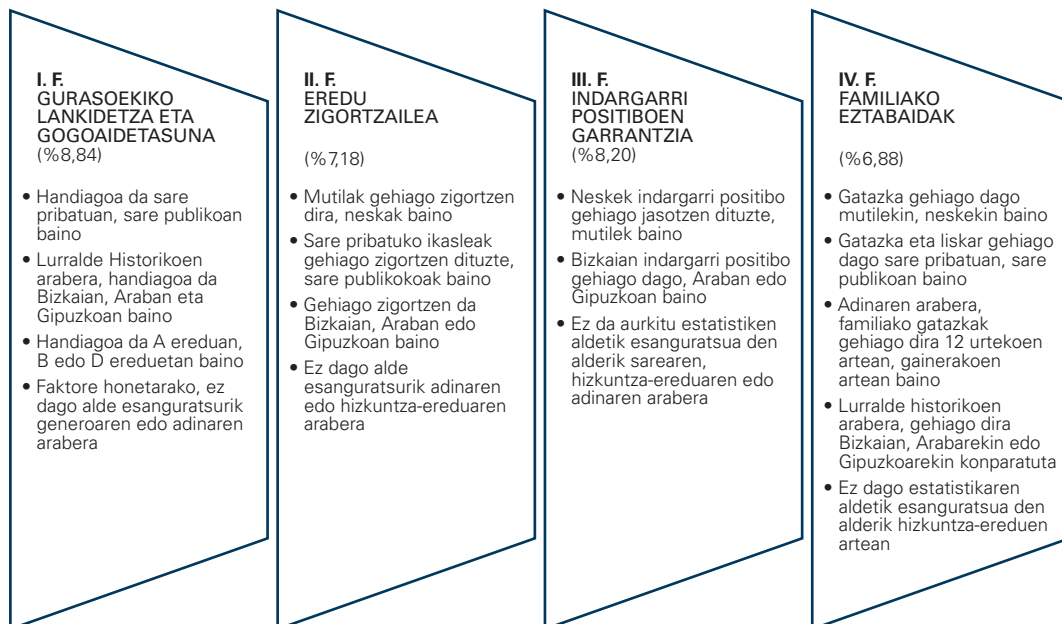 I. F.
GURASOEKIKO
LANKIDETZA ETA
GOGOAIDETASUNA
(%8,84)
• Handiagoa da sare
pribatuan, sare publikoan
baino
• Lurralde Historikoen
arabera, handiagoa da
Bizkaian, Araban eta
Gipuzkoan baino
• Handiagoa da A ereduan,
B edo D ereduetan baino
• Faktore honetarako, ez
dago alde esanguratsurik
generoaren edo adinaren
arabera
II. F.
EREDU
ZIGORTZAILEA
(%7,18)
• Mutilak gehiago zigortzen
dira, neskak baino
• Sare pribatuko ikasleak
gehiago zigortzen dituzte,
sare publikokoak baino
• Gehiago zigortzen da
Bizkaian, Araban edo
Gipuzkoan baino
• Ez dago alde
esanguratsurik adinaren
edo hizkuntza-ereduaren
arabera
III. F.
INDARGARRI
POSITIBOEN
GARRANTZIA
(%8,20)
• Neskek indargarri positibo
gehiago jasotzen dituzte,
mutilek baino
• Bizkaian indargarri positibo
gehiago dago, Araban edo
Gipuzkoan baino
• Ez da aurkitu estatistiken
aldetik esanguratsua den
alderik sarearen,
hizkuntza-ereduaren edo
adinaren arabera
IV. F.
FAMILIAKO
EZTABAIDAK
(%6,88)
• Gatazka gehiago dago
mutilekin, neskekin baino
• Gatazka eta liskar gehiago
dago sare pribatuan, sare
publikoan baino
• Adinaren arabera,
familiako gatazkak
gehiago dira 12 urtekoen
artean, gainerakoen
artean baino
• Lurralde historikoen
arabera, gehiago dira
Bizkaian, Arabarekin edo
Gipuzkoarekin konparatuta
• Ez dago estatistikaren
aldetik esanguratsua den
alderik hizkuntza-ereduen
artean